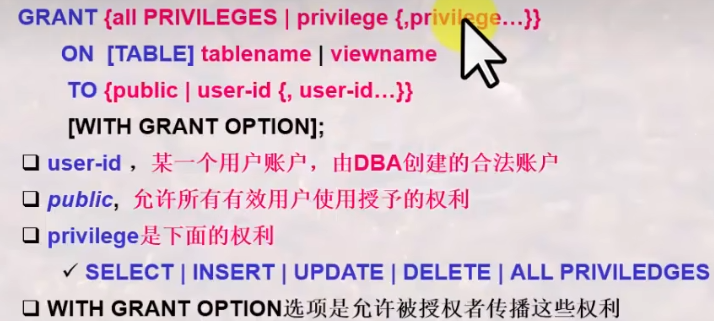 GRANT {all PRIVILEGES | privilege {,privilege…}}
ON [TABLE] tablename | viewname
TO {public | user-id {, user-id…}}
[WITH GRANT OPTION];
❑ user-id ，某一个用户账户，由DBA创建的合法账户
❑ public，允许所有有效用户使用授予的权利
❑ privilege是下面的权利
✓ SELECT | INSERT | UPDATE | DELETE | ALL PRIVILEDGES
❑ WITH GRANT OPTION选项是允许被授权者传播这些权利